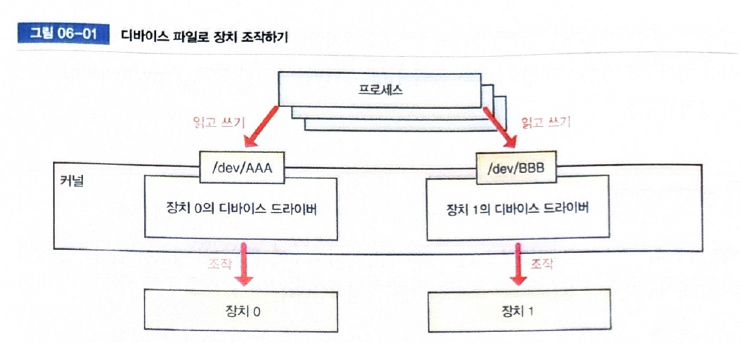 그림 06-01 디바이스 파일로 장치 조작하기
프로세스
읽고 쓰기 읽고 쓰기
/dev/AAA /dev/BBB
커널
장치 0의 디바이스 드라이버 장치 1의 디바이스 드라이버
조작 조작
장치 0 장치 1